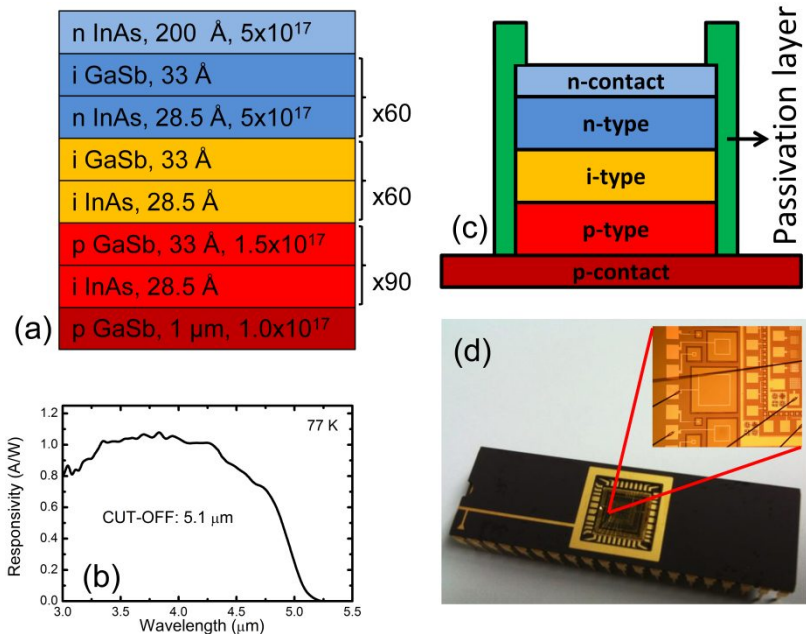 n InAs, 200 Å, 5x10¹⁷
i GaSb, 33 Å
n InAs, 28.5 Å, 5x10¹⁷
x60
i GaSb, 33 Å
i InAs, 28.5 Å
x60
p GaSb, 33 Å, 1.5x10¹⁷
i InAs, 28.5 Å
x90
p GaSb, 1 µm, 1.0x10¹⁷
(a)
n-contact
n-type
i-type
p-type
p-contact
Passivation layer
(c)
1.2
1.0
0.8
0.6
0.4
0.2
0.0
Responsivity (A/W)
77 K
CUT-OFF: 5.1 µm
(b)
3.0 3.5 4.0 4.5 5.0 5.5
Wavelength (µm)
(d)